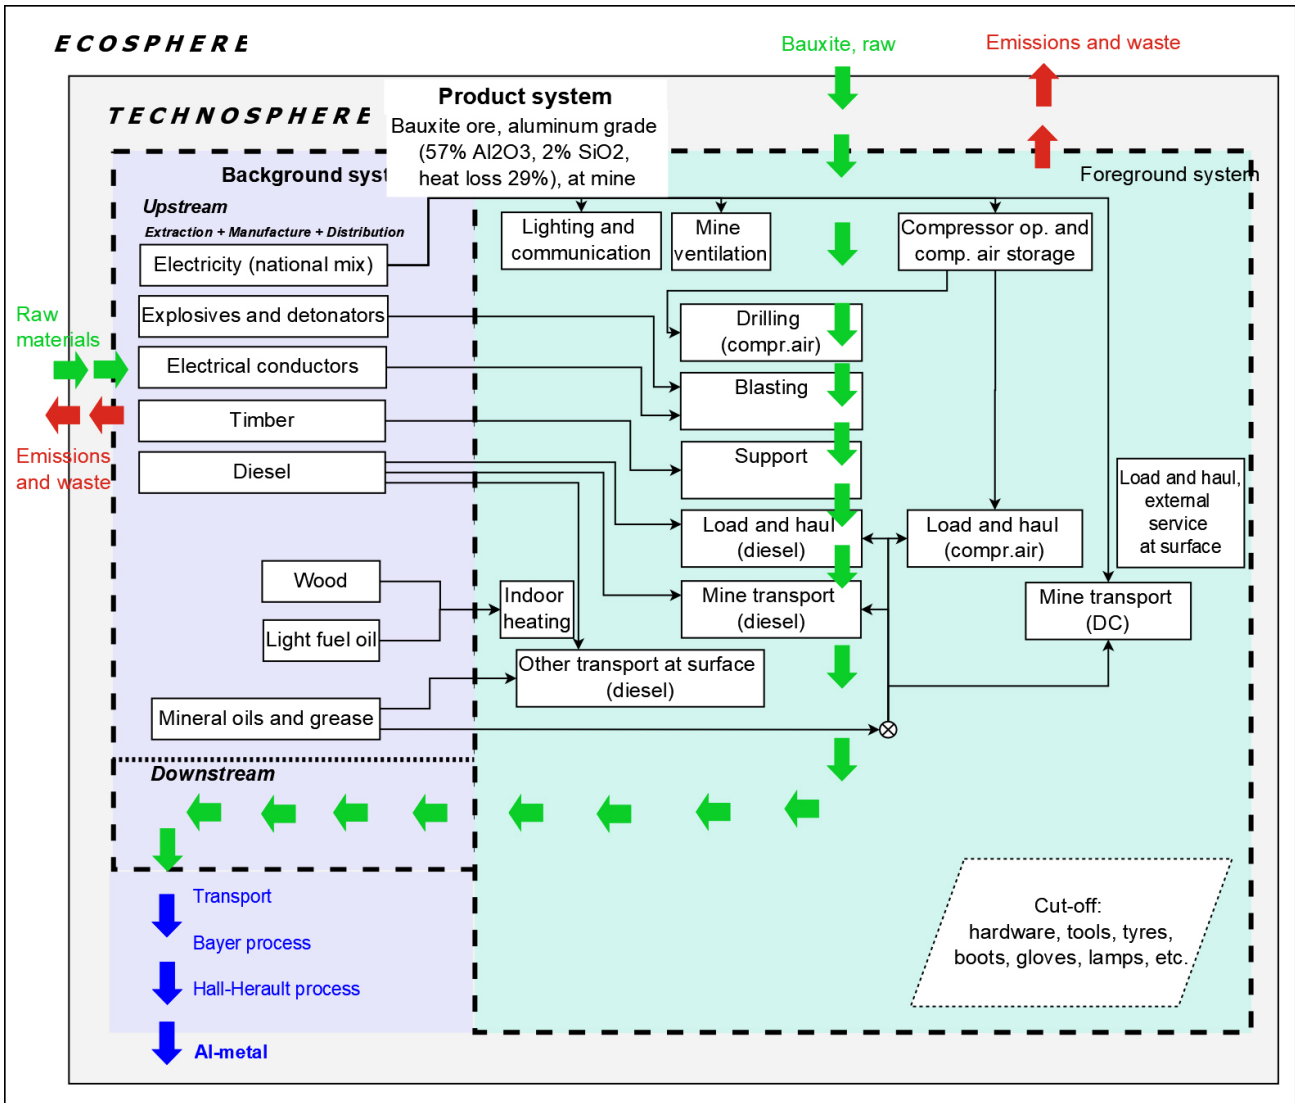 ECOSPHERE
Bauxite, raw
Emissions and waste
TECHNOSPHERE
Product system
Bauxite ore, aluminum grade
(57% Al2O3, 2% SiO2,
heat loss 29%), at mine
Background syst
Foreground system
Upstream
Extraction + Manufacture + Distribution
Electricity (national mix)
Explosives and detonators
Electrical conductors
Timber
Diesel
Wood
Light fuel oil
Mineral oils and grease
Raw
materials
Emissions
and waste
Lighting and
communication
Mine
ventilation
Compressor op. and
comp. air storage
Drilling
(compr.air)
Blasting
Support
Load and haul
(diesel)
Load and haul
(compr.air)
Load and haul,
external
service
at surface
Mine transport
(diesel)
Mine transport
(DC)
Indoor
heating
Other transport at surface
(diesel)
Downstream
Transport
Bayer process
Hall-Herault process
Al-metal
Cut-off:
hardware, tools, tyres,
boots, gloves, lamps, etc.